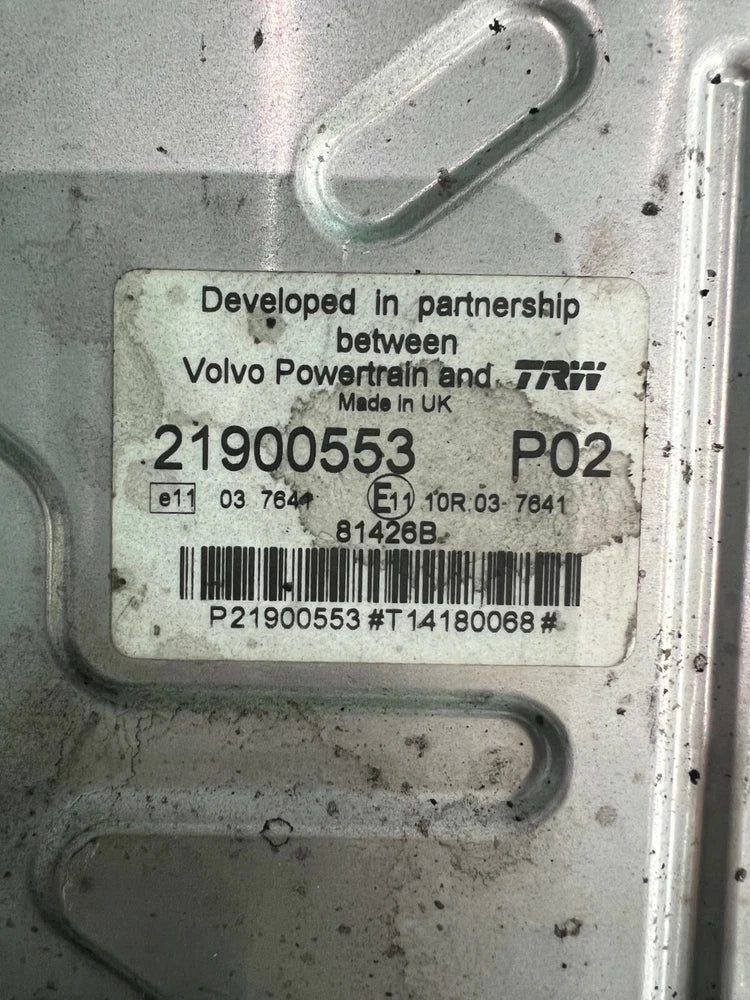 Developed in partnership
between
Volvo Powertrain and TRW
Made in UK
21900553 P02
e11 03 7641 E11 10R 03 7641
81426B
P21900553#T14180068#